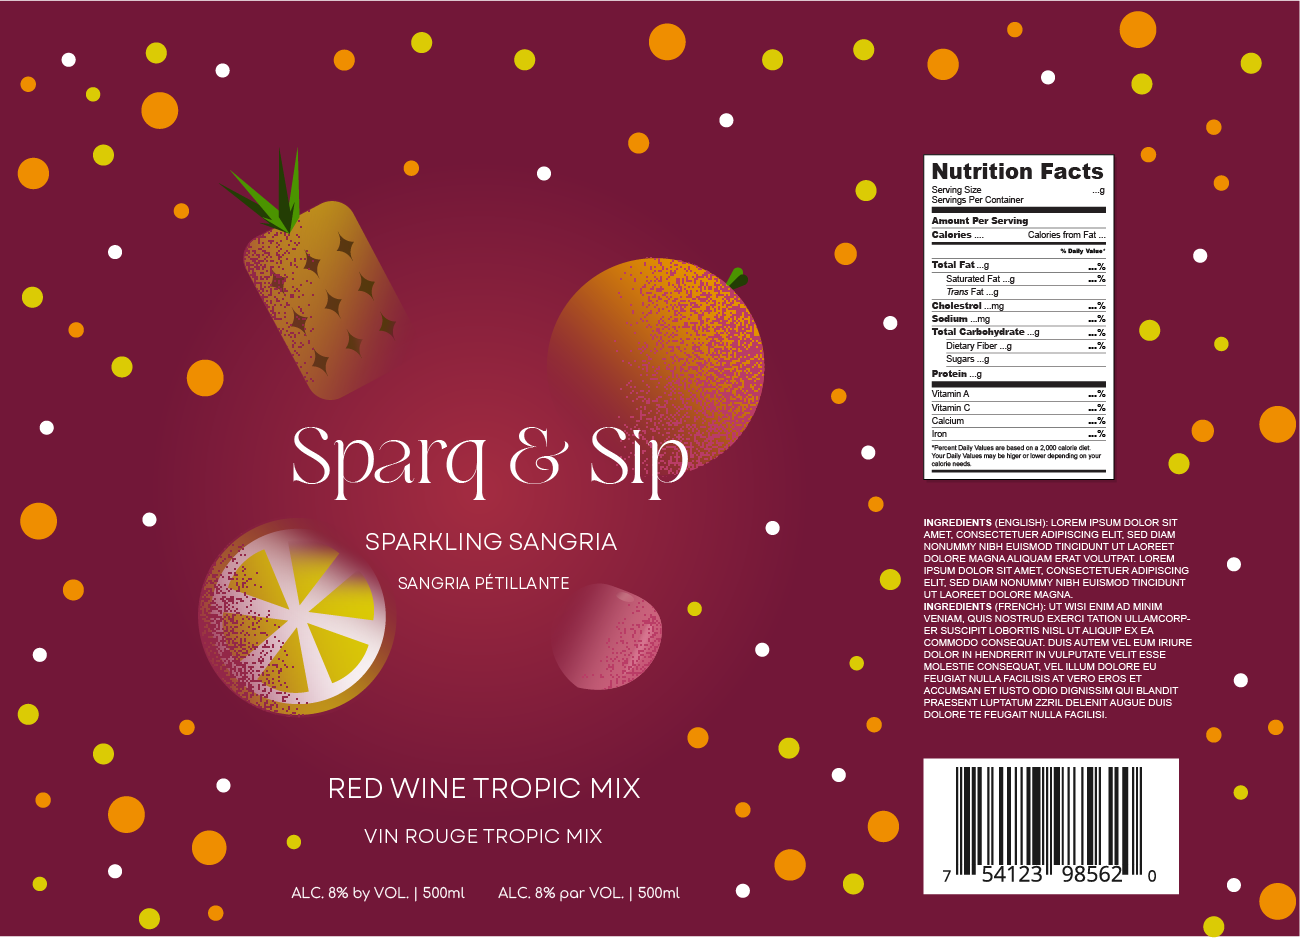 Sparq & Sip
SPARKLING SANGRIA
SANGRIA PÉTILLANTE
RED WINE TROPIC MIX
VIN ROUGE TROPIC MIX
ALC. 8% by VOL. | 500ml ALC. 8% par VOL. | 500ml
Nutrition Facts
Serving Size ...g
Servings Per Container
Amount Per Serving
Calories .... Calories from Fat ...
% Daily Value*
Total Fat ...g ...%
Saturated Fat ...g ...%
Trans Fat ...g
Cholestrol ...mg ...%
Sodium ...mg ...%
Total Carbohydrate ...g ...%
Dietary Fiber ...g ...%
Sugars ...g
Protein ...g
Vitamin A ...%
Vitamin C ...%
Calcium ...%
Iron ...%
*Percent Daily Values are based on a 2,000 calorie diet.
Your Daily Values may be higer or lower depending on your
calorie needs.
INGREDIENTS (ENGLISH): LOREM IPSUM DOLOR SIT
AMET, CONSECTETUER ADIPISCING ELIT, SED DIAM
NONUMMY NIBH EUISMOD TINCIDUNT UT LAOREET
DOLORE MAGNA ALIQUAM ERAT VOLUTPAT. LOREM
IPSUM DOLOR SIT AMET, CONSECTETUER ADIPISCING
ELIT, SED DIAM NONUMMY NIBH EUISMOD TINCIDUNT
UT LAOREET DOLORE MAGNA.
INGREDIENTS (FRENCH): UT WISI ENIM AD MINIM
VENIAM, QUIS NOSTRUD EXERCI TATION ULLAMCORP-
ER SUSCIPIT LOBORTIS NISL UT ALIQUIP EX EA
COMMODO CONSEQUAT. DUIS AUTEM VEL EUM IRIURE
DOLOR IN HENDRERIT IN VULPUTATE VELIT ESSE
MOLESTIE CONSEQUAT, VEL ILLUM DOLORE EU
FEUGIAT NULLA FACILISIS AT VERO EROS ET
ACCUMSAN ET IUSTO ODIO DIGNISSIM QUI BLANDIT
PRAESENT LUPTATUM ZZRIL DELENIT AUGUE DUIS
DOLORE TE FEUGAIT NULLA FACILISI.
7 54123 98562 0